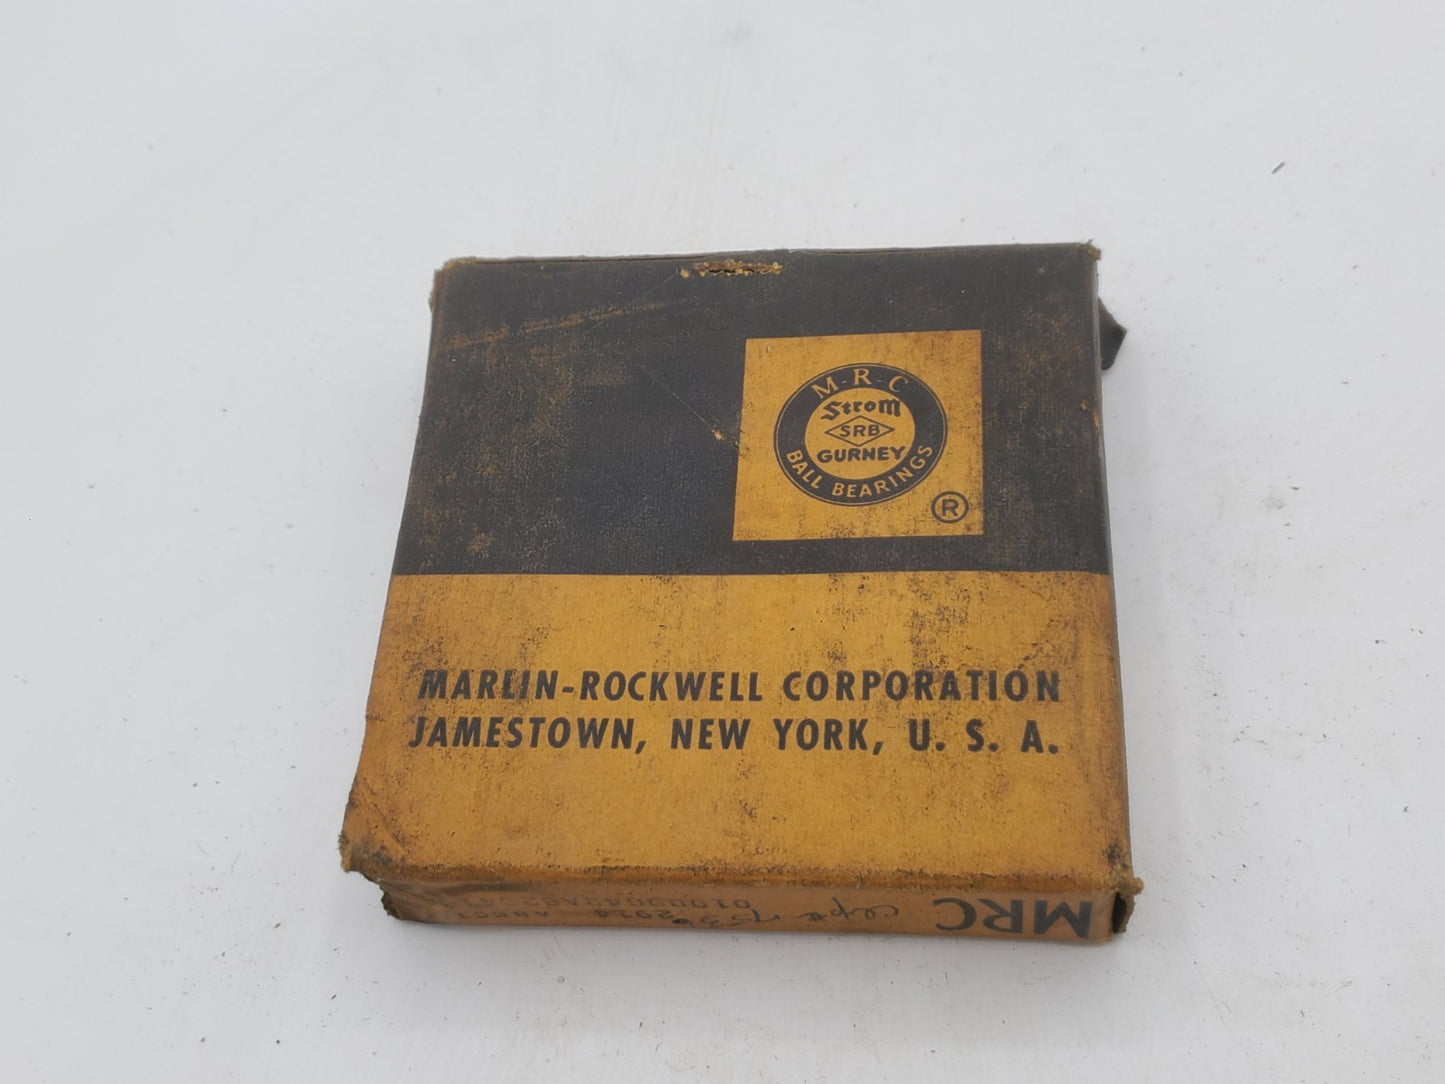 M-R-C
Strom
SRB
GURNEY
BALL BEARINGS
®
MARLIN-ROCKWELL CORPORATION
JAMESTOWN, NEW YORK, U. S. A.
MRC